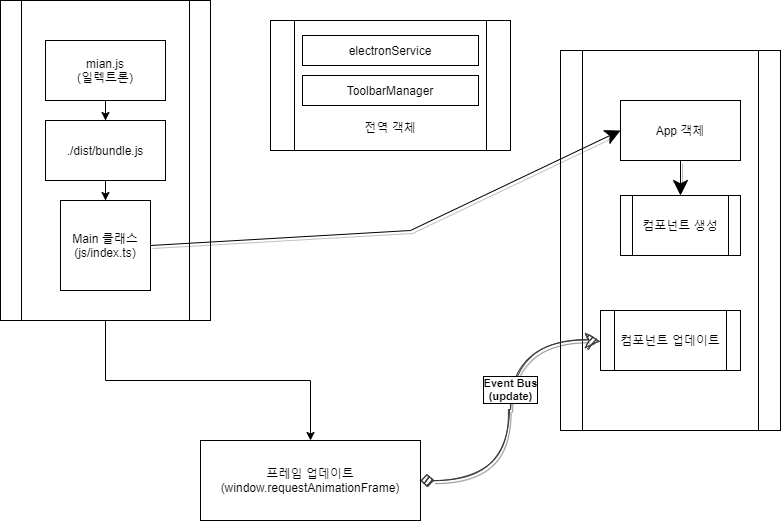 mian.js
(일렉트론)
./dist/bundle.js
Main 클래스
(js/index.ts)
electronService
ToolbarManager
전역 객체
App 객체
컴포넌트 생성
컴포넌트 업데이트
Event Bus
(update)
프레임 업데이트
(window.requestAnimationFrame)